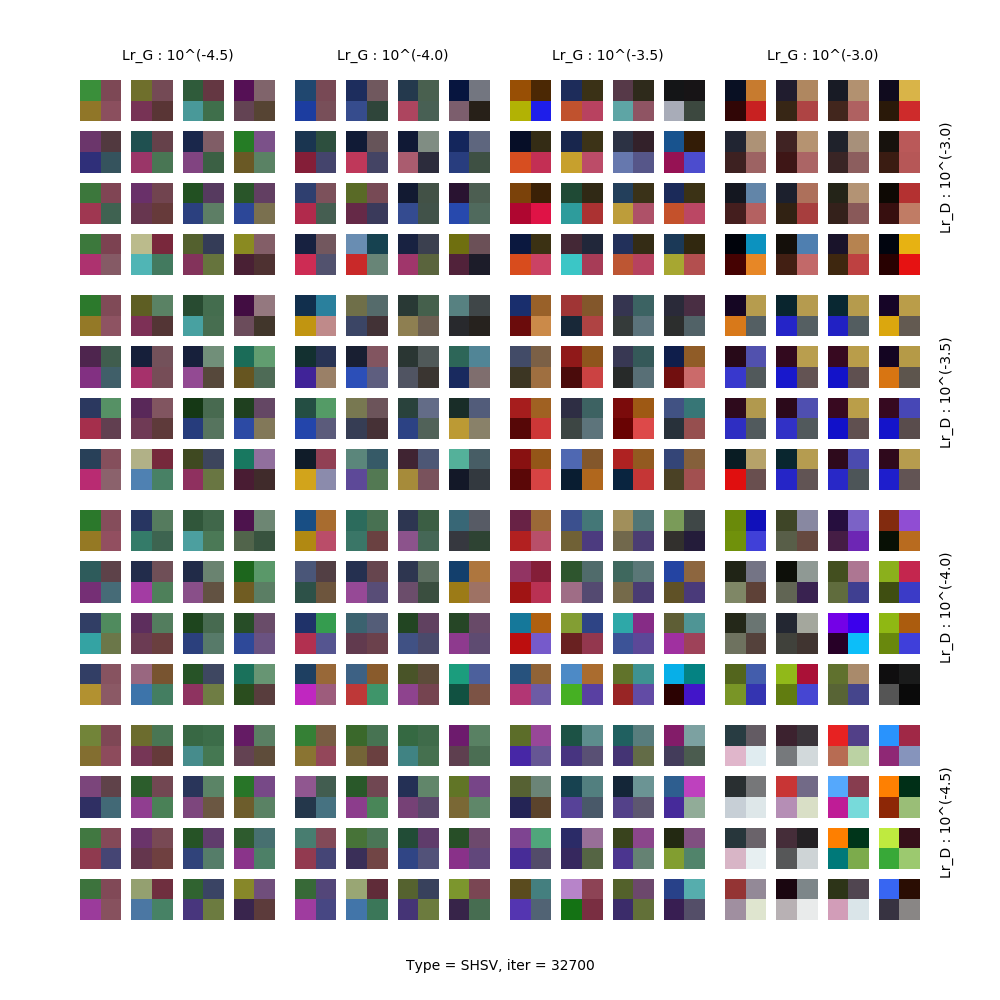 Lr_G : 10^(-4.5)
Lr_G : 10^(-4.0)
Lr_G : 10^(-3.5)
Lr_G : 10^(-3.0)
Lr_D : 10^(-3.0)
Lr_D : 10^(-3.5)
Lr_D : 10^(-4.0)
Lr_D : 10^(-4.5)
Type = SHSV, iter = 32700